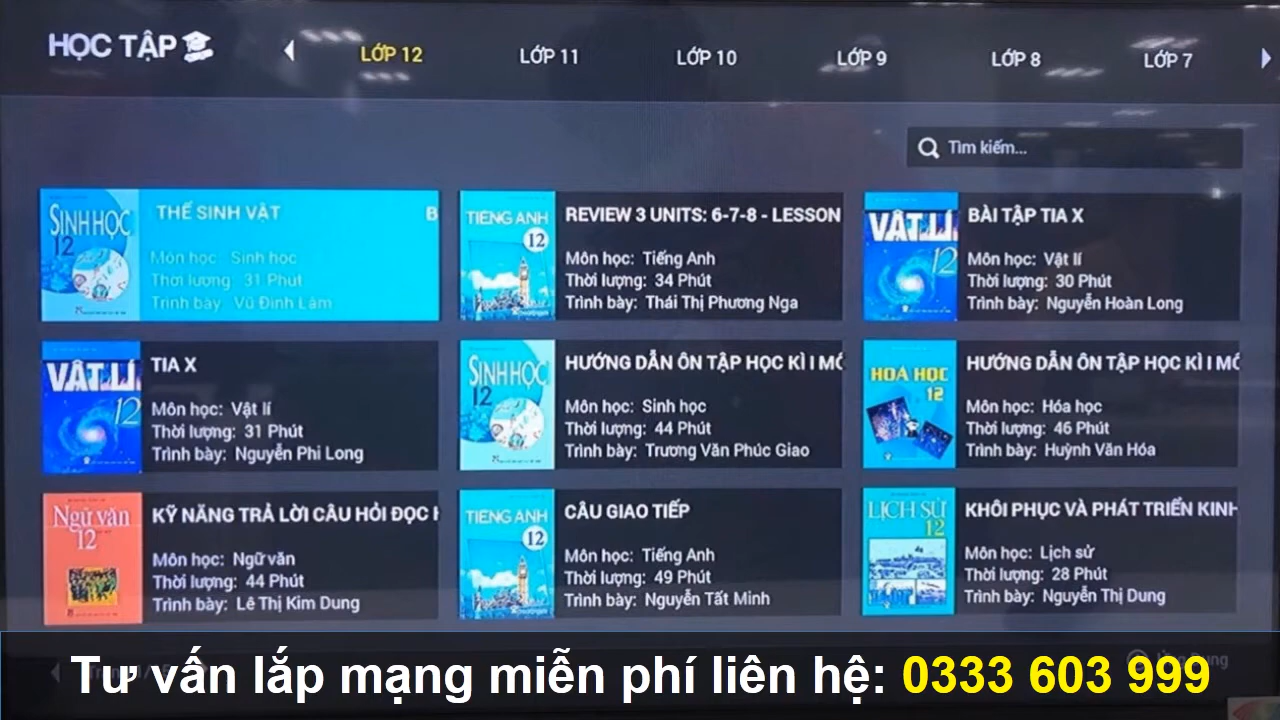 HỌC TẬP
LỚP 12
LỚP 11
LỚP 10
LỚP 9
LỚP 8
LỚP 7
Tìm kiếm...
SINH HỌC
12
THỂ SINH VẬT
B
Môn học: Sinh học
Thời lượng: 31 Phút
Trình bày: Vũ Đình Lâm
TIẾNG ANH
12
REVIEW 3 UNITS: 6-7-8 - LESSON
Môn học: Tiếng Anh
Thời lượng: 34 Phút
Trình bày: Thái Thị Phương Nga
VẬT LÍ
12
BÀI TẬP TIA X
Môn học: Vật lí
Thời lượng: 30 Phút
Trình bày: Nguyễn Hoàn Long
VẬT LÍ
12
TIA X
Môn học: Vật lí
Thời lượng: 31 Phút
Trình bày: Nguyễn Phi Long
SINH HỌC
12
HƯỚNG DẪN ÔN TẬP HỌC KÌ I MÔ
Môn học: Sinh học
Thời lượng: 44 Phút
Trình bày: Trương Văn Phúc Giao
HÓA HỌC
12
HƯỚNG DẪN ÔN TẬP HỌC KÌ I MÔ
Môn học: Hóa học
Thời lượng: 46 Phút
Trình bày: Huỳnh Văn Hóa
Ngữ văn
12
KỸ NĂNG TRẢ LỜI CÂU HỎI ĐỌC H
Môn học: Ngữ văn
Thời lượng: 44 Phút
Trình bày: Lê Thị Kim Dung
TIẾNG ANH
12
CÂU GIAO TIẾP
Môn học: Tiếng Anh
Thời lượng: 49 Phút
Trình bày: Nguyễn Tất Minh
LỊCH SỬ
12
KHÔI PHỤC VÀ PHÁT TRIỂN KINH
Môn học: Lịch sử
Thời lượng: 28 Phút
Trình bày: Nguyễn Thị Dung
Tư vấn lắp mạng miễn phí liên hệ: 0333 603 999